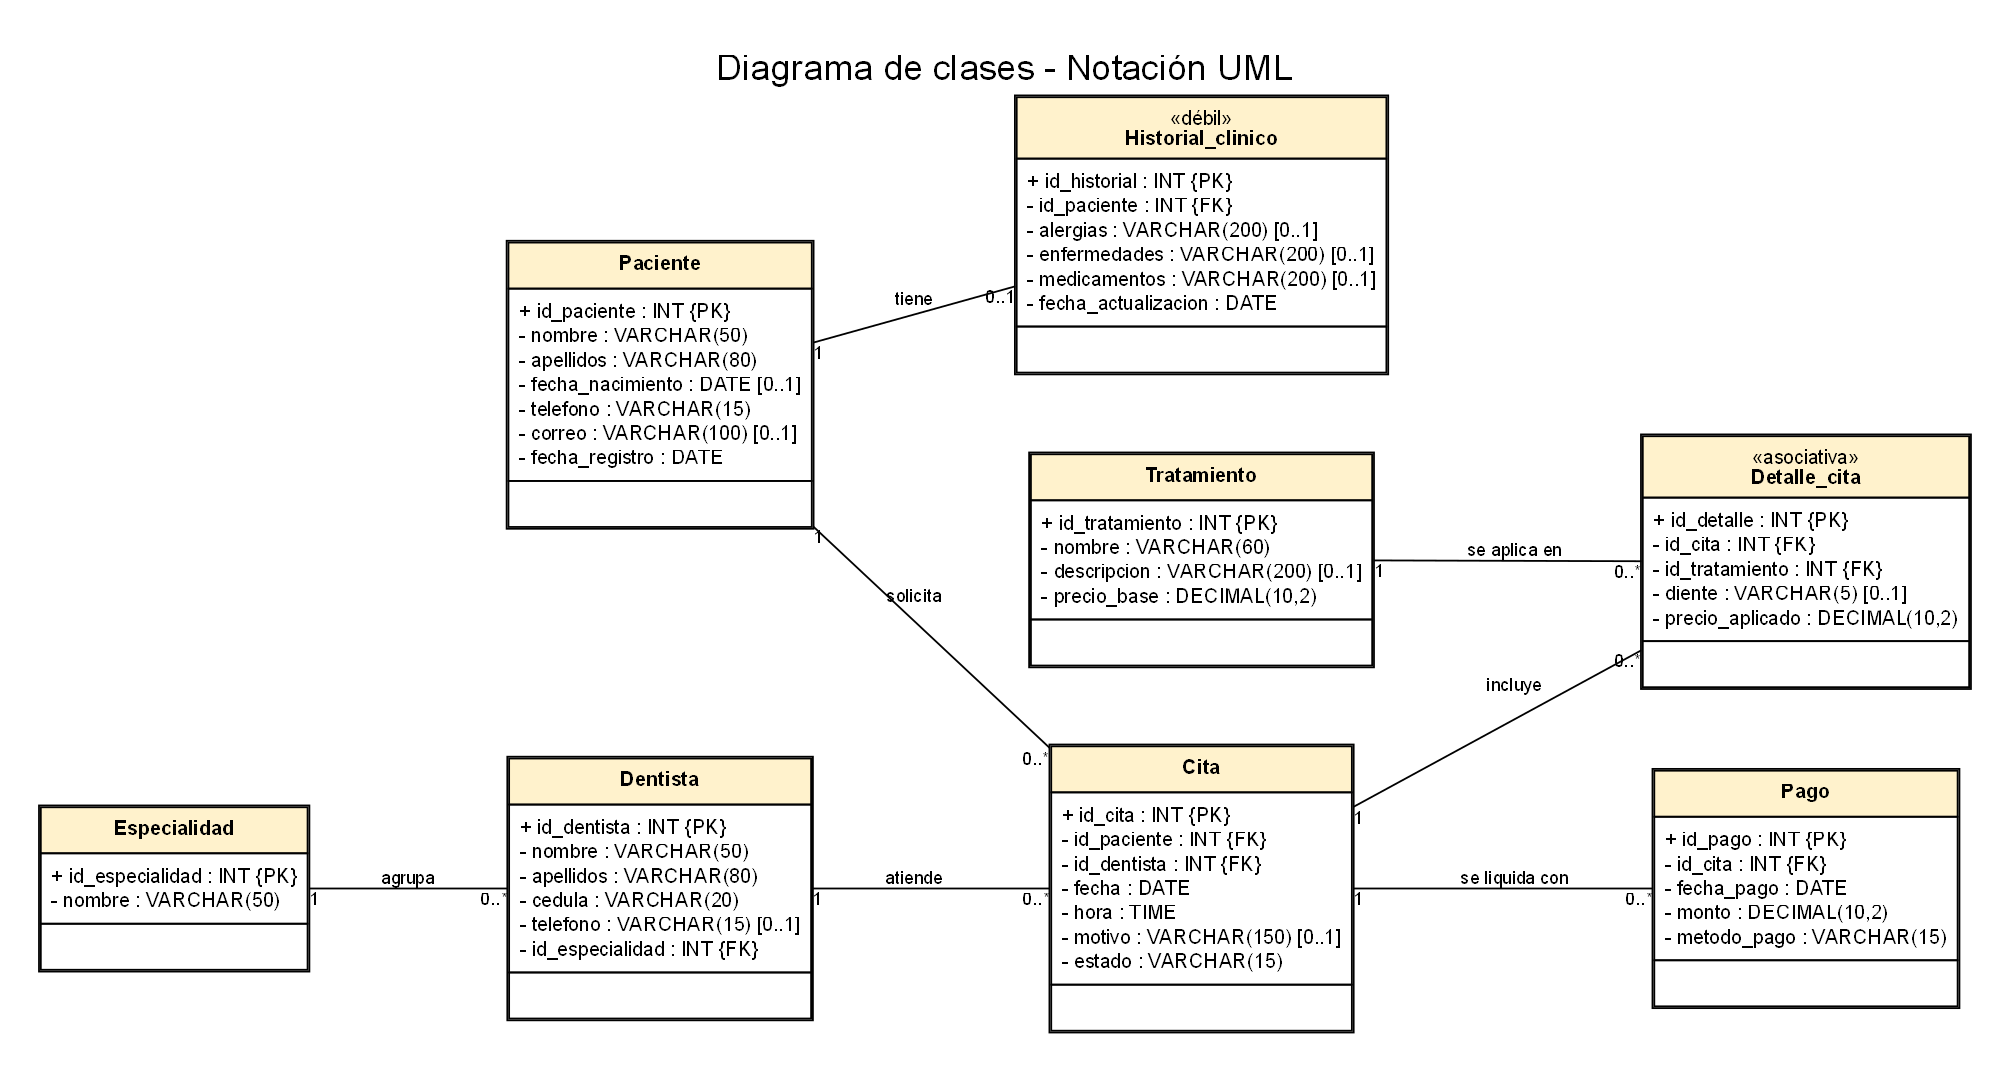 Diagrama de clases - Notación UML
«débil»
Historial_clinico
+ id_historial : INT {PK}
- id_paciente : INT {FK}
- alergias : VARCHAR(200) [0..1]
- enfermedades : VARCHAR(200) [0..1]
- medicamentos : VARCHAR(200) [0..1]
- fecha_actualizacion : DATE
Paciente
+ id_paciente : INT {PK}
- nombre : VARCHAR(50)
- apellidos : VARCHAR(80)
- fecha_nacimiento : DATE [0..1]
- telefono : VARCHAR(15)
- correo : VARCHAR(100) [0..1]
- fecha_registro : DATE
tiene
1
0..1
Tratamiento
+ id_tratamiento : INT {PK}
- nombre : VARCHAR(60)
- descripcion : VARCHAR(200) [0..1]
- precio_base : DECIMAL(10,2)
se aplica en
1
0..*
«asociativa»
Detalle_cita
+ id_detalle : INT {PK}
- id_cita : INT {FK}
- id_tratamiento : INT {FK}
- diente : VARCHAR(5) [0..1]
- precio_aplicado : DECIMAL(10,2)
1
solicita
0..*
0..*
incluye
1
Especialidad
+ id_especialidad : INT {PK}
- nombre : VARCHAR(50)
agrupa
1
0..*
Dentista
+ id_dentista : INT {PK}
- nombre : VARCHAR(50)
- apellidos : VARCHAR(80)
- cedula : VARCHAR(20)
- telefono : VARCHAR(15) [0..1]
- id_especialidad : INT {FK}
atiende
1
0..*
Cita
+ id_cita : INT {PK}
- id_paciente : INT {FK}
- id_dentista : INT {FK}
- fecha : DATE
- hora : TIME
- motivo : VARCHAR(150) [0..1]
- estado : VARCHAR(15)
se liquida con
1
0..*
Pago
+ id_pago : INT {PK}
- id_cita : INT {FK}
- fecha_pago : DATE
- monto : DECIMAL(10,2)
- metodo_pago : VARCHAR(15)